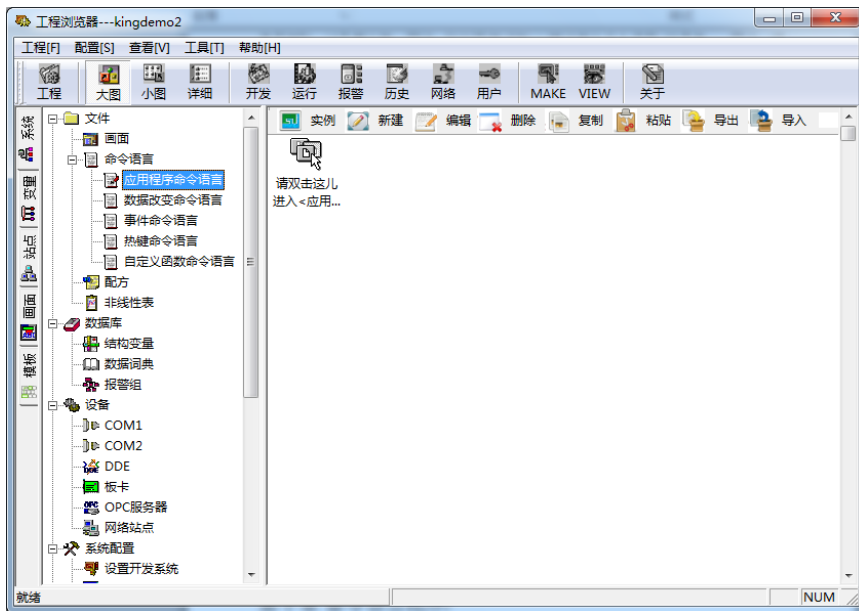 工程浏览器---kingdemo2
工程[F] 配置[S] 查看[V] 工具[T] 帮助[H]
工程 大图 小图 详细 开发 运行 报警 历史 网络 用户 MAKE VIEW 关于
系统
变量
站点
画面
模板
文件
画面
命令语言
应用程序命令语言
数据改变命令语言
事件命令语言
热键命令语言
自定义函数命令语言
配方
非线性表
数据库
结构变量
数据词典
报警组
设备
COM1
COM2
DDE
板卡
OPC服务器
网络站点
系统配置
设置开发系统
实例 新建 编辑 删除 复制 粘贴 导出 导入
请双击这儿
进入<应用...
就绪
NUM